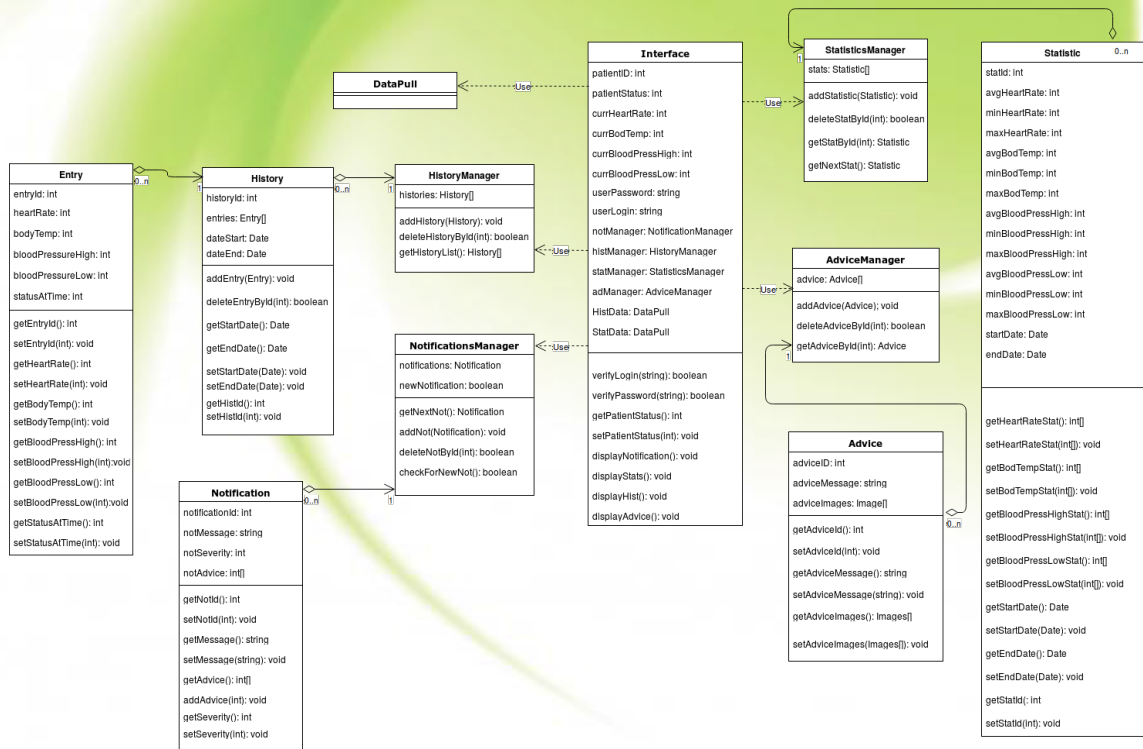 DataPull
Use
Entry
entryId: int
heartRate: int
bodyTemp: int
bloodPressureHigh: int
bloodPressureLow: int
statusAtTime: int
getEntryId(): int
setEntryId(int): void
getHeartRate(): int
setHeartRate(int): void
getBodyTemp(): int
setBodyTemp(int): void
getBloodPressHigh(): int
setBloodPressHigh(int):void
getBloodPressLow(): int
setBloodPressLow(int):void
getStatusAtTime(): int
setStatusAtTime(int): void
0..n
1
History
historyId: int
entries: Entry[]
dateStart: Date
dateEnd: Date
addEntry(Entry): void
deleteEntryById(int): boolean
getStartDate(): Date
getEndDate(): Date
setStartDate(Date): void
setEndDate(Date): void
getHistId(): int
setHistId(int): void
0..n
1
HistoryManager
histories: History[]
addHistory(History): void
deleteHistoryById(int): boolean
getHistoryList(): History[]
Use
Notification
notificationId: int
notMessage: string
notSeverity: int
notAdvice: int[]
getNotId(): int
setNotId(int): void
getMessage(): string
setMessage(string): void
getAdvice(): int[]
addAdvice(int): void
getSeverity(): int
setSeverity(int): void
0..n
1
NotificationsManager
notifications: Notification
newNotification: boolean
getNextNot(): Notification
addNot(Notification): void
deleteNotById(int): boolean
checkForNewNot(): boolean
Use
Interface
patientID: int
patientStatus: int
currHeartRate: int
currBodTemp: int
currBloodPressHigh: int
currBloodPressLow: int
userPassword: string
userLogin: string
notManager: NotificationManager
histManager: HistoryManager
statManager: StatisticsManager
adManager: AdviceManager
HistData: DataPull
StatData: DataPull
verifyLogin(string): boolean
verifyPassword(string): boolean
getPatientStatus(): int
setPatientStatus(int): void
displayNotification(): void
displayStats(): void
displayHist(): void
displayAdvice(): void
Use
1
StatisticsManager
stats: Statistic[]
addStatistic(Statistic): void
deleteStatById(int): boolean
getStatById(int): Statistic
getNextStat(): Statistic
Use
1
AdviceManager
advice: Advice[]
addAdvice(Advice); void
deleteAdviceById(int): boolean
getAdviceById(int): Advice
Advice
adviceID: int
adviceMessage: string
adviceImages: Image[]
getAdviceId(): int
setAdviceId(int): void
getAdviceMessage(): string
setAdviceMessage(string): void
getAdviceImages(): Images[]
setAdviceImages(Images[]): void
0..n
Statistic
0..n
statId: int
avgHeartRate: int
minHeartRate: int
maxHeartRate: int
avgBodTemp: int
minBodTemp: int
maxBodTemp: int
avgBloodPressHigh: int
minBloodPressHigh: int
maxBloodPressHigh: int
avgBloodPressLow: int
minBloodPressLow: int
maxBloodPressLow: int
startDate: Date
endDate: Date
getHeartRateStat(): int[]
setHeartRateStat(int[]): void
getBodTempStat(): int[]
setBodTempStat(int[]): void
getBloodPressHighStat(): int[]
setBloodPressHighStat(int[]): void
getBloodPressLowStat(): int[]
setBloodPressLowStat(int[]): void
getStartDate(): Date
setStartDate(Date): void
getEndDate(): Date
setEndDate(Date): void
getStatId(: int
setStatId(int): void